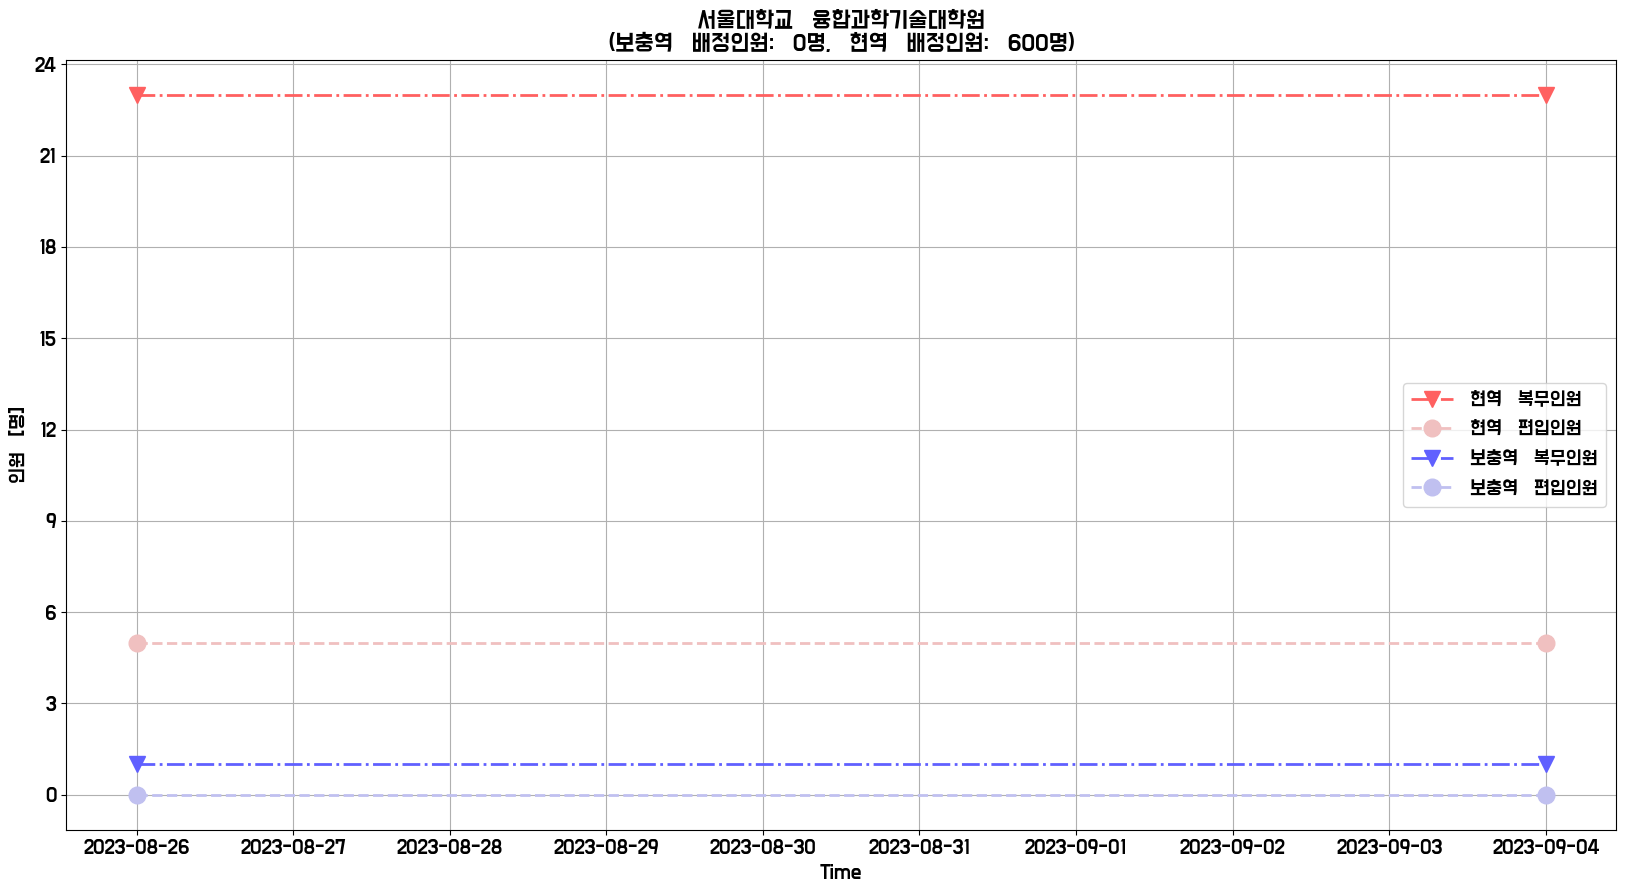 서울대학교 융합과학기술대학원
(보충역 배정인원: 0명, 현역 배정인원: 600명)
24
21
18
15
12
9
6
3
0
인원 [명]
현역 복무인원
현역 편입인원
보충역 복무인원
보충역 편입인원
2023-08-26 2023-08-27 2023-08-28 2023-08-29 2023-08-30 2023-08-31 2023-09-01 2023-09-02 2023-09-03 2023-09-04
Time